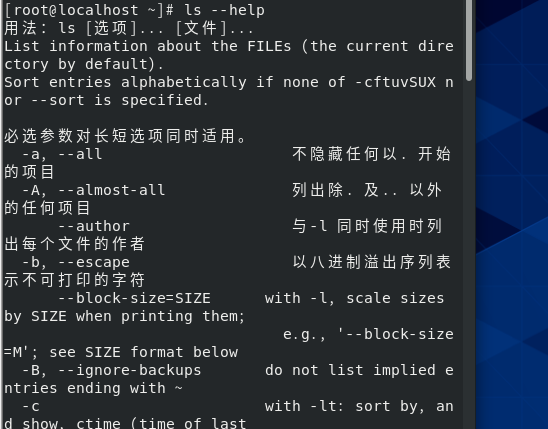 [root@localhost ~]# ls --help
用法：ls [选项]... [文件]...
List information about the FILEs (the current dire
ctory by default).
Sort entries alphabetically if none of -cftuvSUX n
or --sort is specified.
必选参数对长短选项同时适用。
-a, --all 不隐藏任何以. 开始
的项目
-A, --almost-all 列出除. 及.. 以外
的任何项目
--author 与-l 同时使用时列
出每个文件的作者
-b, --escape 以八进制溢出序列表
示不可打印的字符
--block-size=SIZE with -l, scale sizes
by SIZE when printing them;
e.g., '--block-size
=M'; see SIZE format below
-B, --ignore-backups do not list implied e
ntries ending with ~
-c with -lt: sort by, an
d show, ctime (time of last